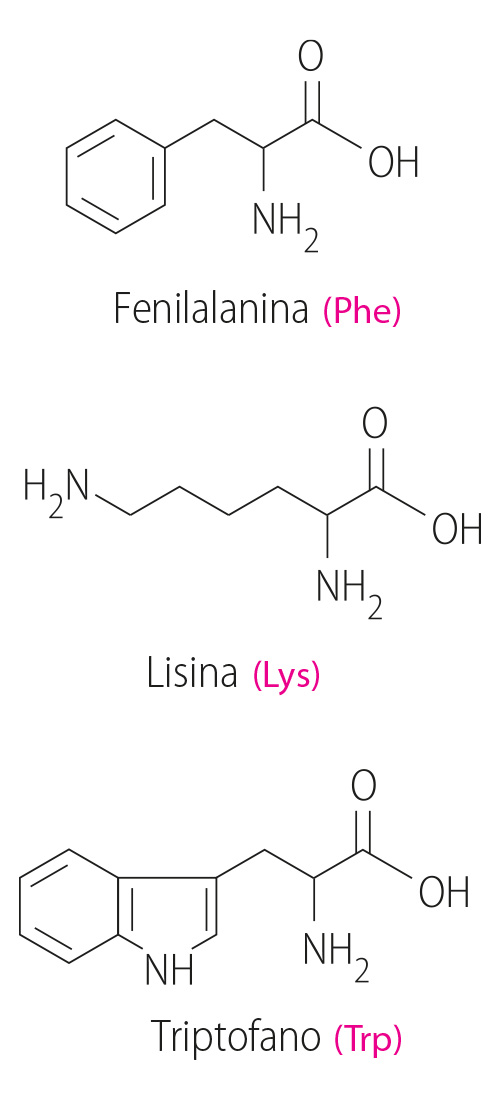 O
OH
NH2
Fenilalanina (Phe)
O
H2N
OH
NH2
Lisina (Lys)
O
OH
NH2
NH
Triptofano (Trp)